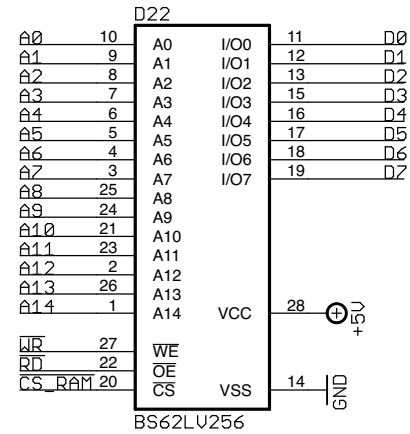 D22
A0 10 A0 I/O0 11 D0
A1 9 A1 I/O1 12 D1
A2 8 A2 I/O2 13 D2
A3 7 A3 I/O3 15 D3
A4 6 A4 I/O4 16 D4
A5 5 A5 I/O5 17 D5
A6 4 A6 I/O6 18 D6
A7 3 A7 I/O7 19 D7
A8 25 A8
A9 24 A9
A10 21 A10
A11 23 A11
A12 2 A12
A13 26 A13
A14 1 A14 VCC 28 +5V
WR 27 WE
RD 22 OE
CS_RAM 20 CS VSS 14 GND
BS62LV256